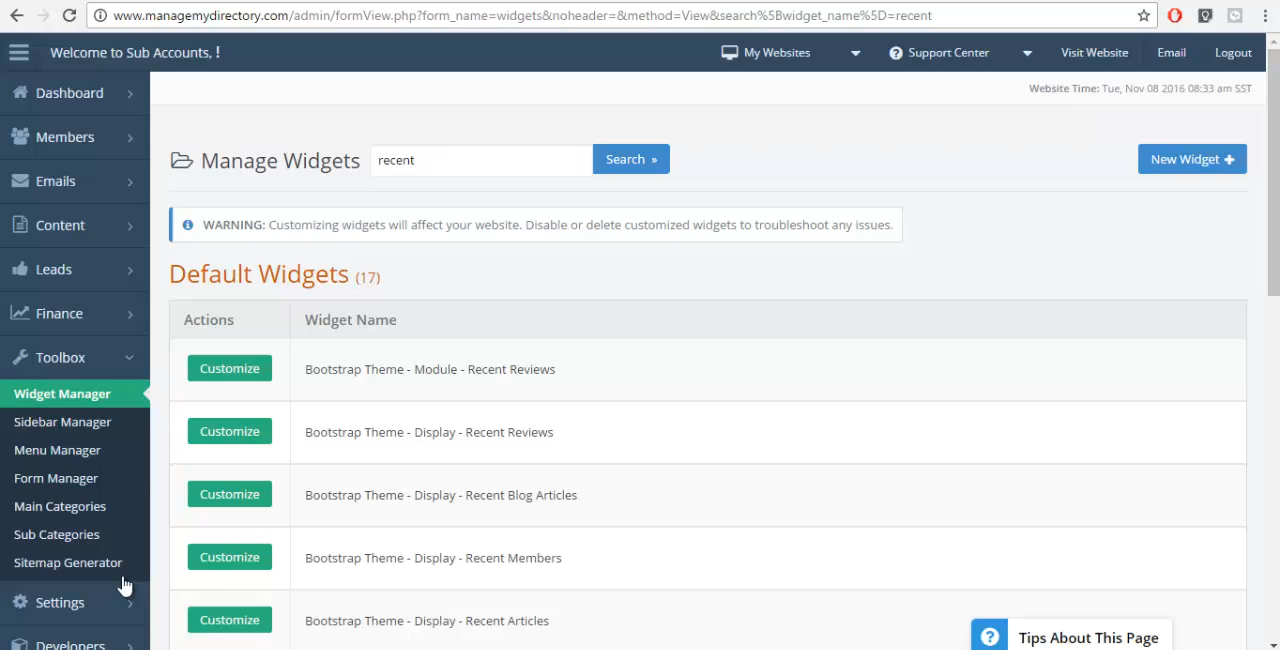 www.managemydirectory.com/admin/formView.php?form_name=widgets&noheader=&method=View&search%5Bwidget_name%5D=recent
Welcome to Sub Accounts, !
My Websites
Support Center
Visit Website
Email
Logout
Website Time: Tue, Nov 08 2016 08:33 am SST
Dashboard
Members
Emails
Content
Leads
Finance
Toolbox
Widget Manager
Sidebar Manager
Menu Manager
Form Manager
Main Categories
Sub Categories
Sitemap Generator
Settings
Developers
Manage Widgets
recent
Search »
New Widget
WARNING: Customizing widgets will affect your website. Disable or delete customized widgets to troubleshoot any issues.
Default Widgets (17)
Actions
Widget Name
Customize
Bootstrap Theme - Module - Recent Reviews
Customize
Bootstrap Theme - Display - Recent Reviews
Customize
Bootstrap Theme - Display - Recent Blog Articles
Customize
Bootstrap Theme - Display - Recent Members
Customize
Bootstrap Theme - Display - Recent Articles
Tips About This Page